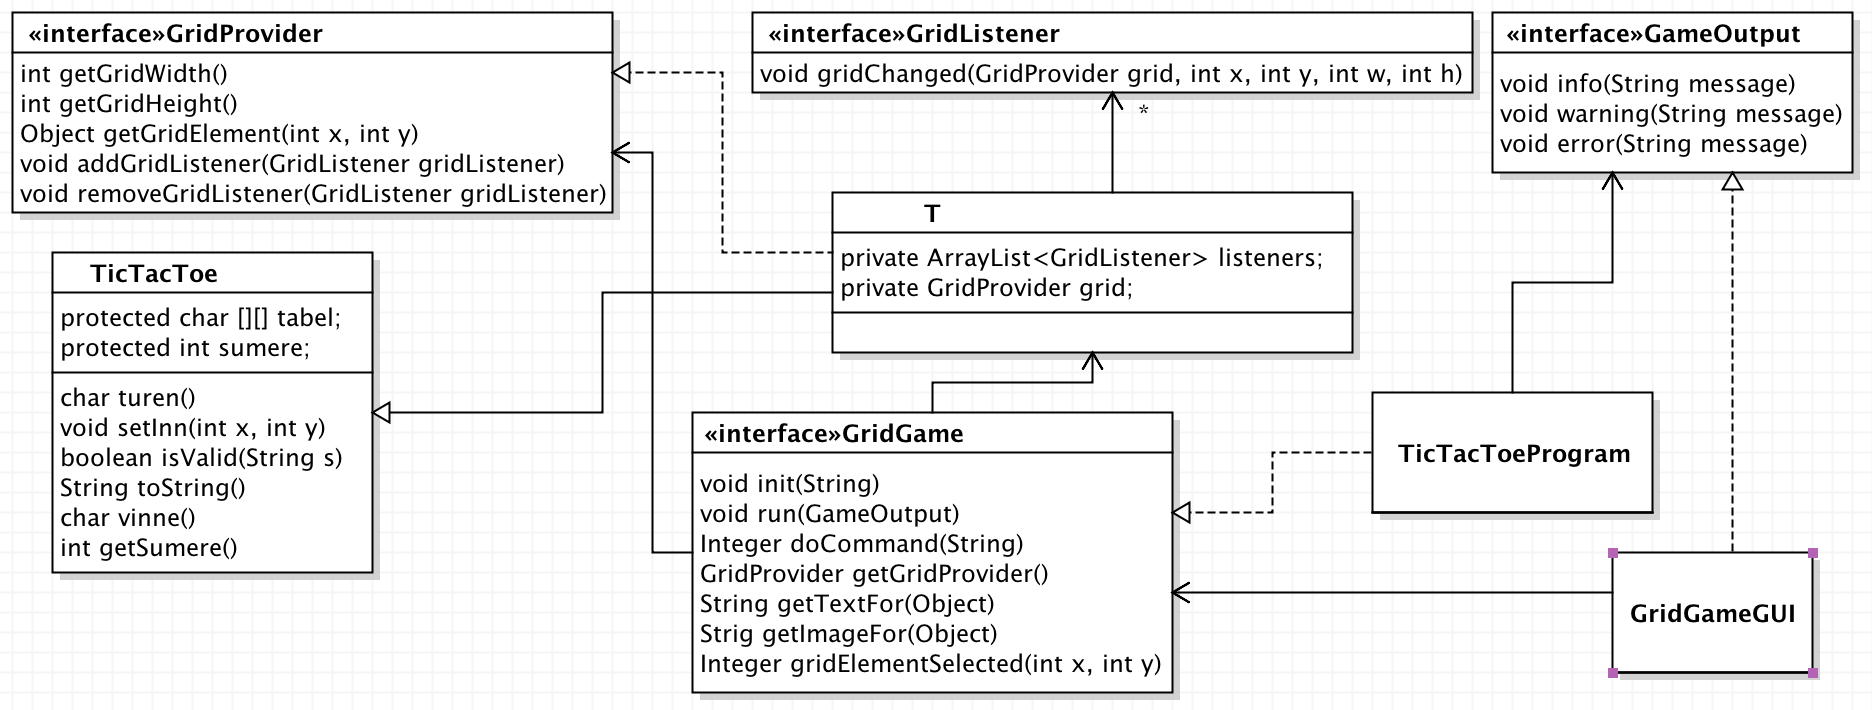 «interface»GridProvider
int getGridWidth()
int getGridHeight()
Object getGridElement(int x, int y)
void addGridListener(GridListener gridListener)
void removeGridListener(GridListener gridListener)
«interface»GridListener
void gridChanged(GridProvider grid, int x, int y, int w, int h)
*
«interface»GameOutput
void info(String message)
void warning(String message)
void error(String message)
T
private ArrayList<GridListener> listeners;
private GridProvider grid;
TicTacToe
protected char [][] tabel;
protected int sumere;
char turen()
void setInn(int x, int y)
boolean isValid(String s)
String toString()
char vinne()
int getSumere()
«interface»GridGame
void init(String)
void run(GameOutput)
Integer doCommand(String)
GridProvider getGridProvider()
String getTextFor(Object)
Strig getImageFor(Object)
Integer gridElementSelected(int x, int y)
TicTacToeProgram
GridGameGUI